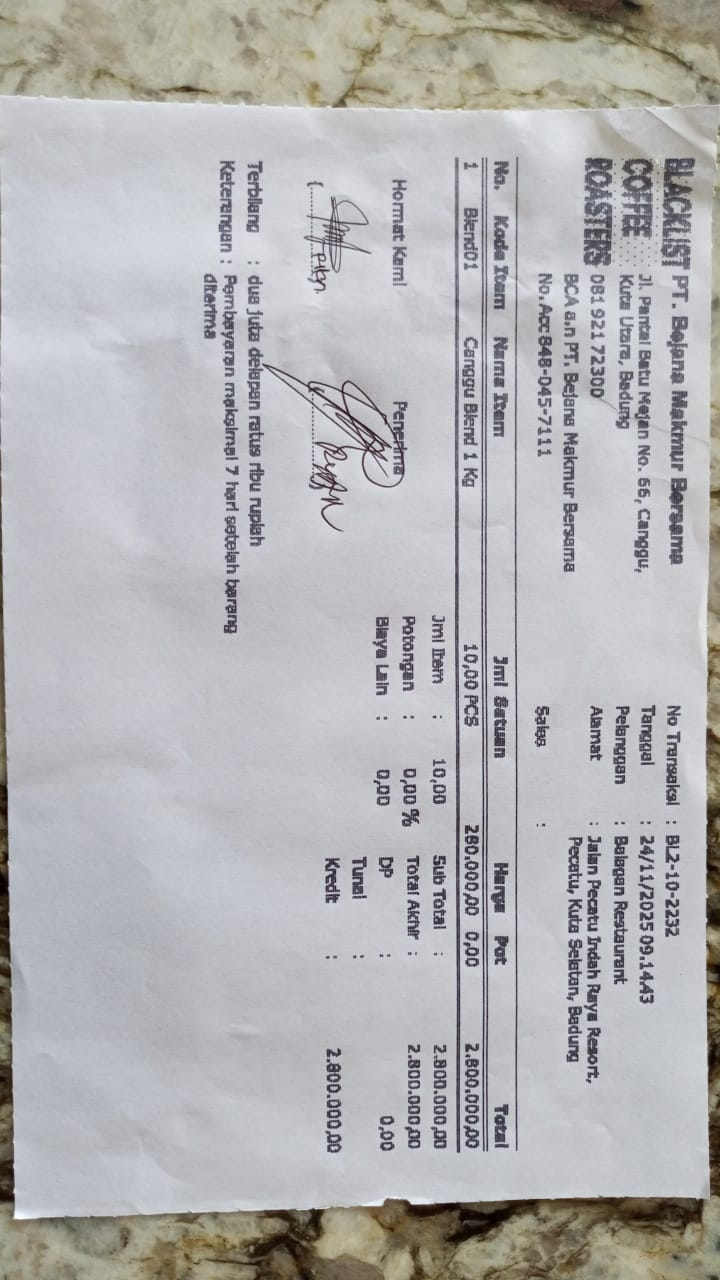 BLACKLIST COFFEE ROASTERS
PT. Bejana Makmur Bersama
Jl. Pantai Batu Mejan No. 66, Canggu,
Kuta Utara, Badung
081 921 72300
BCA a.n PT. Bejana Makmur Bersama
No. Acc 848-045-7111
No Transaksi : BL2-10-2232
Tanggal : 24/11/2025 09.14.43
Pelanggan : Balagan Restaurant
Alamat : Jalan Pecatu Indah Raya Resort,
Pecatu, Kuta Selatan, Badung
Sales :
No. Kode Item Nama Item Jml Satuan Harga Pot Total
1 Blend01 Canggu Blend 1 Kg 10,00 PCS 280.000,00 0,00 2.800.000,00
Jml Item : 10,00 Sub Total : 2.800.000,00
Hormat Kami Penerima Potongan : 0,00 % Total Akhir : 2.800.000,00
Biaya Lain : 0,00 DP : 0,00
Tunai :
Kredit : 2.800.000,00
Terbilang : dua juta delapan ratus ribu rupiah
Keterangan : Pembayaran maksimal 7 hari setelah barang
diterima